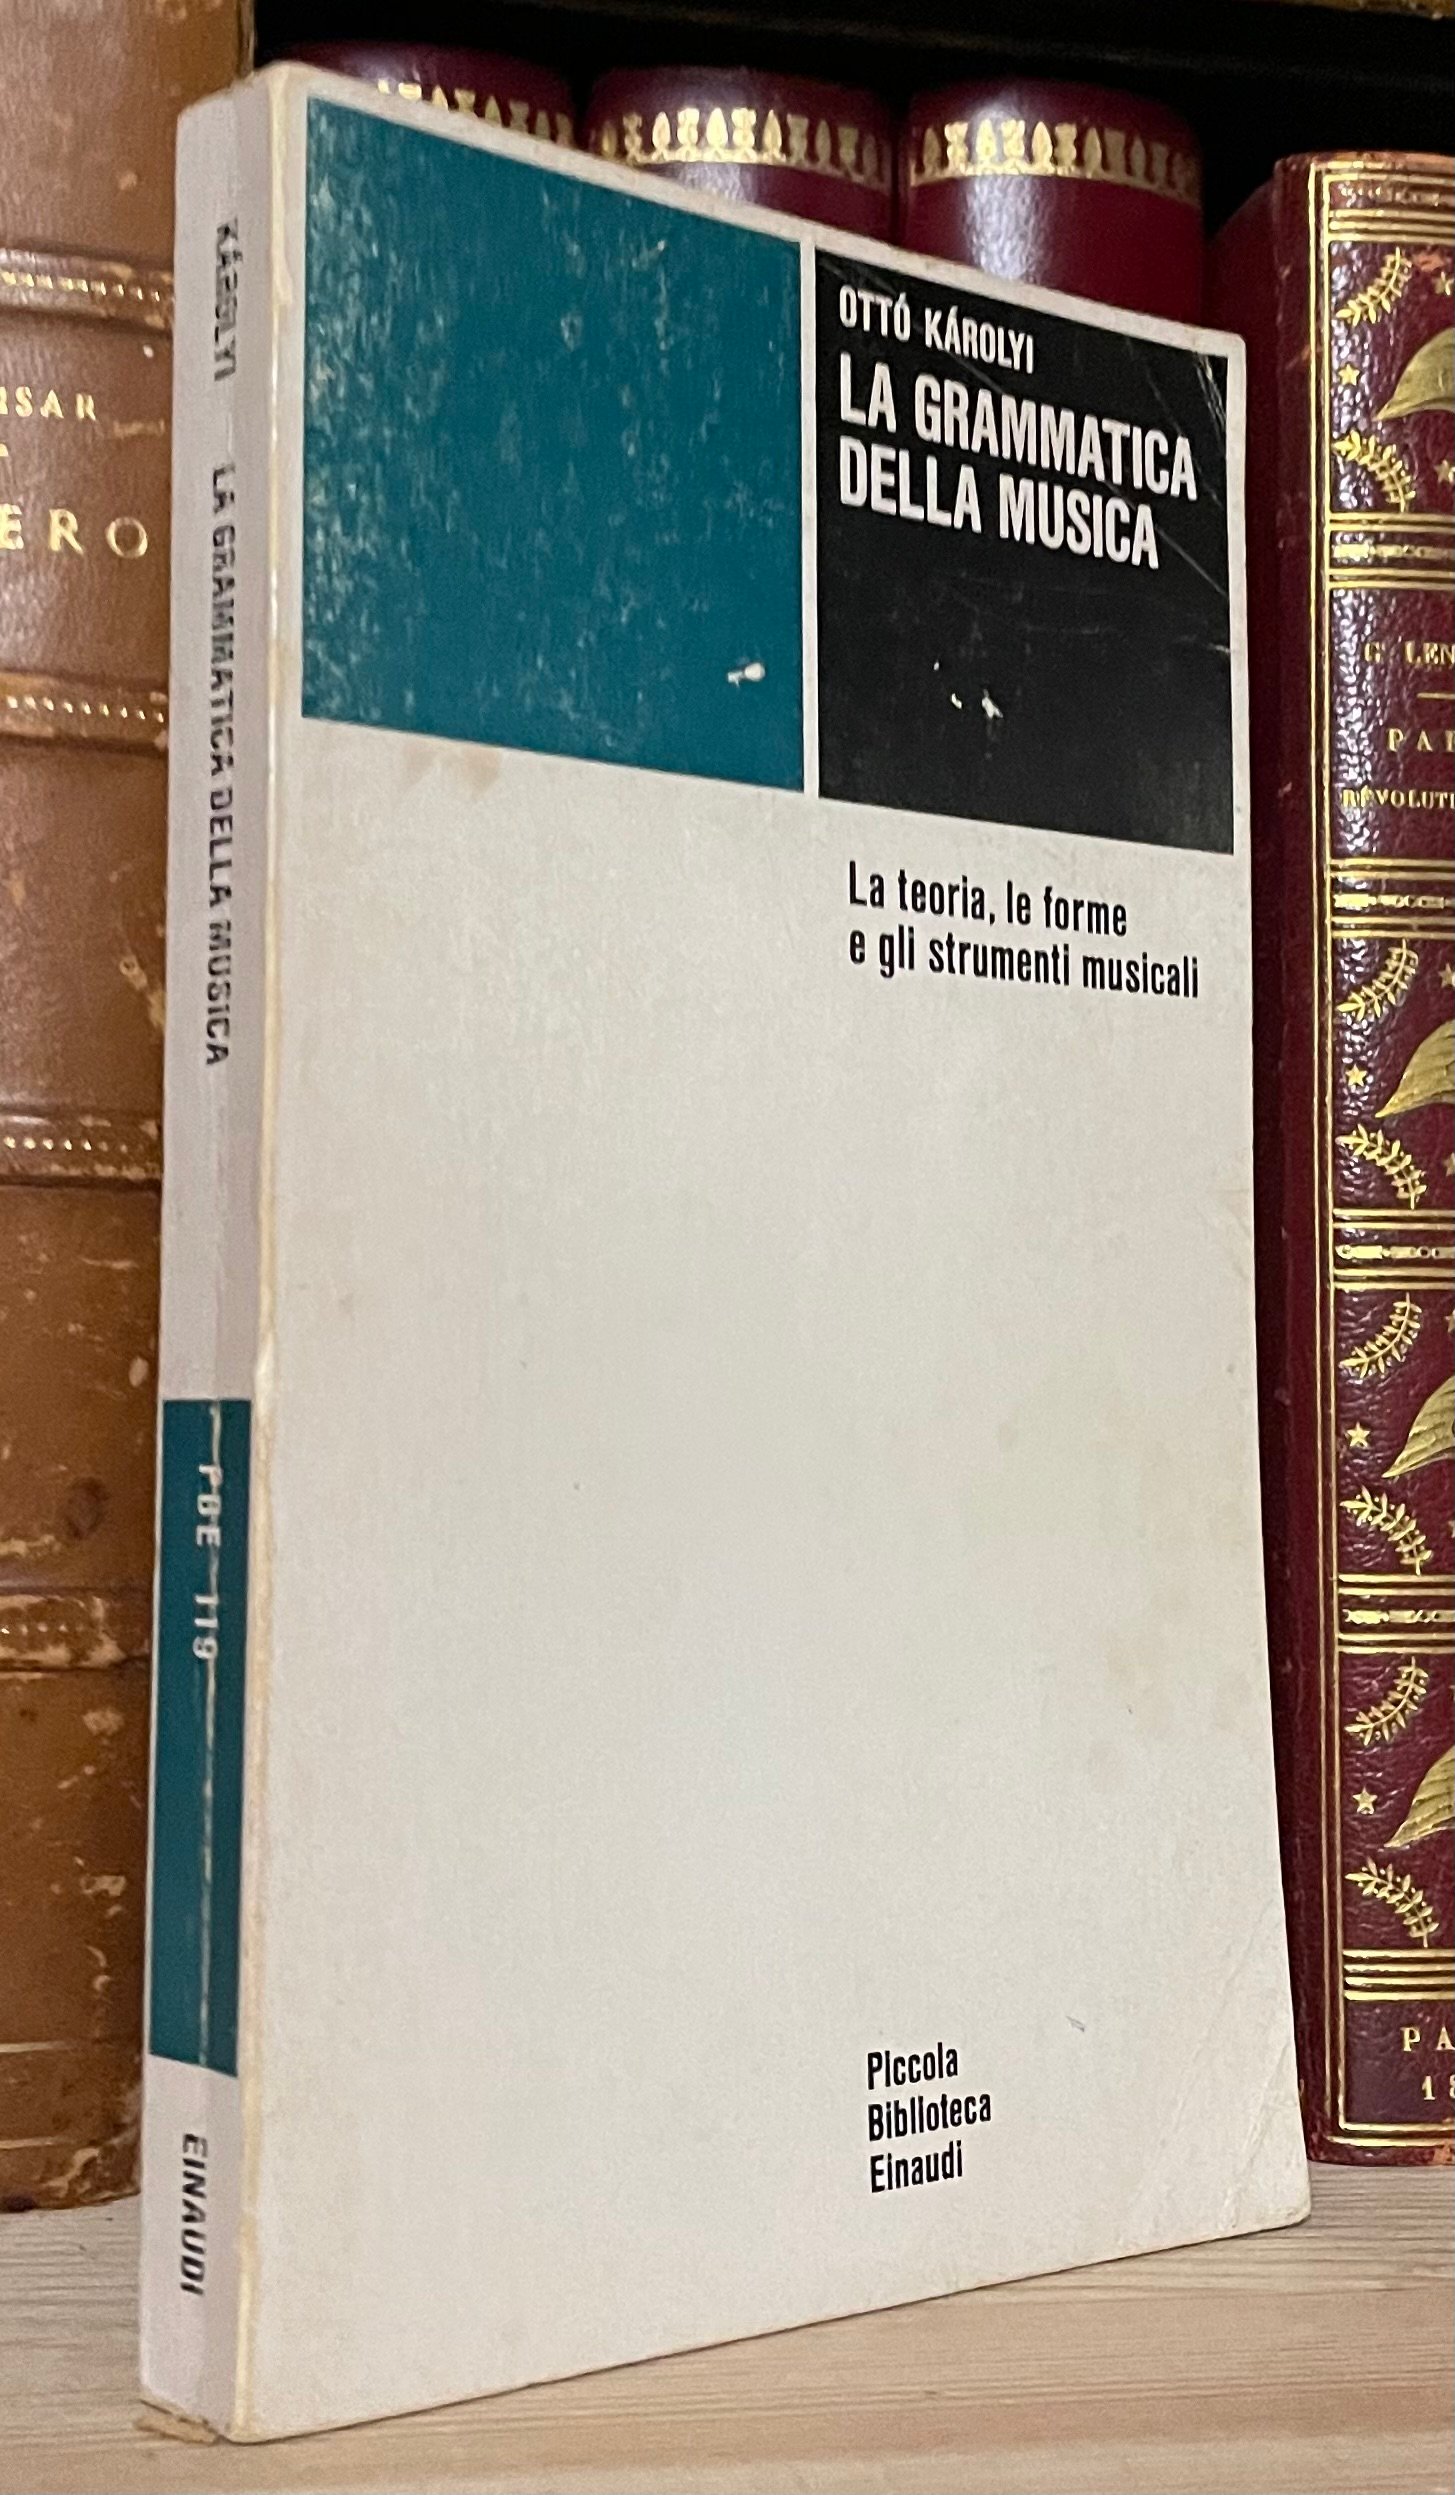 OTTÓ KÁROLYI
LA GRAMMATICA
DELLA MUSICA
La teoria, le forme
e gli strumenti musicali
Piccola
Biblioteca
Einaudi
KÁROLYI LA GRAMMATICA DELLA MUSICA
PBE 119
EINAUDI